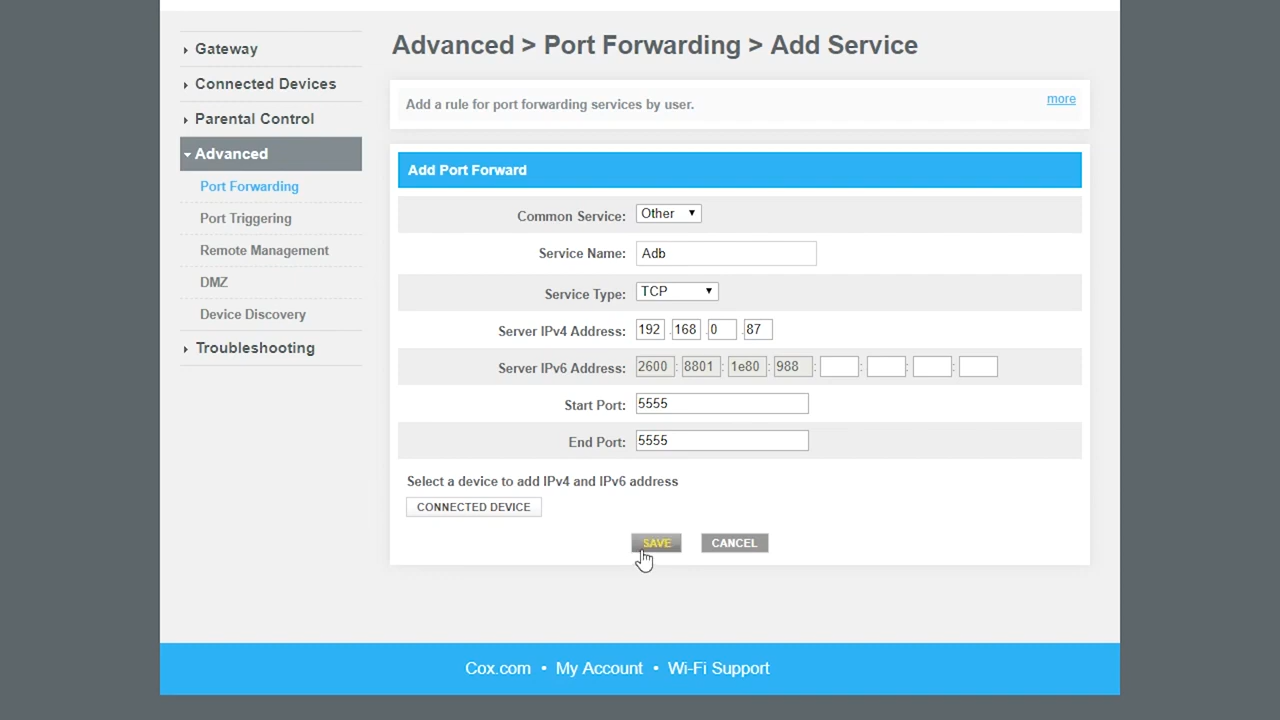 Gateway
Connected Devices
Parental Control
Advanced
Port Forwarding
Port Triggering
Remote Management
DMZ
Device Discovery
Troubleshooting
Advanced > Port Forwarding > Add Service
Add a rule for port forwarding services by user.
more
Add Port Forward
Common Service: Other
Service Name: Adb
Service Type: TCP
Server IPv4 Address: 192 . 168 . 0 . 87
Server IPv6 Address: 2600 : 8801 : 1e80 : 988 : : : :
Start Port: 5555
End Port: 5555
Select a device to add IPv4 and IPv6 address
CONNECTED DEVICE
SAVE CANCEL
Cox.com ▪ My Account ▪ Wi-Fi Support